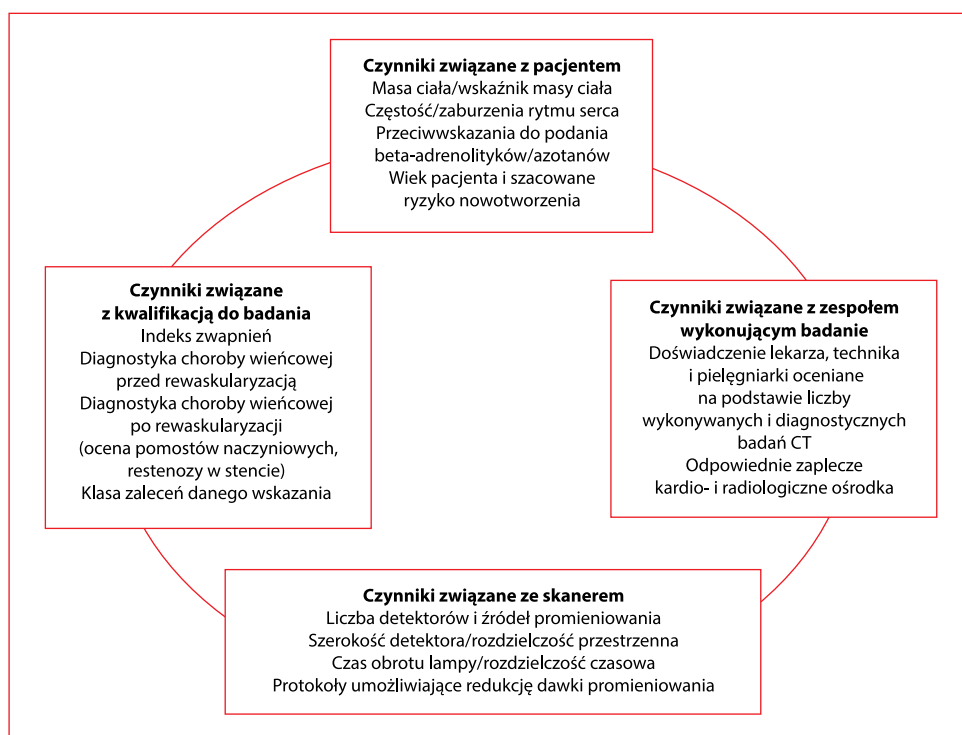 Czynniki związane z pacjentem
Masa ciała/wskaźnik masy ciała
Częstość/zaburzenia rytmu serca
Przeciwwskazania do podania
beta-adrenolityków/azotanów
Wiek pacjenta i szacowane
ryzyko nowotworzenia
Czynniki związane
z kwalifikacją do badania
Indeks zwapnień
Diagnostyka choroby wieńcowej
przed rewaskularyzacją
Diagnostyka choroby wieńcowej
po rewaskularyzacji
(ocena pomostów naczyniowych,
restenozy w stencie)
Klasa zaleceń danego wskazania
Czynniki związane z zespołem
wykonującym badanie
Doświadczenie lekarza, technika
i pielęgniarki oceniane
na podstawie liczby
wykonywanych i diagnostycznych
badań CT
Odpowiednie zaplecze
kardio- i radiologiczne ośrodka
Czynniki związane ze skanerem
Liczba detektorów i źródeł promieniowania
Szerokość detektora/rozdzielczość przestrzenna
Czas obrotu lampy/rozdzielczość czasowa
Protokoły umożliwiające redukcję dawki promieniowania